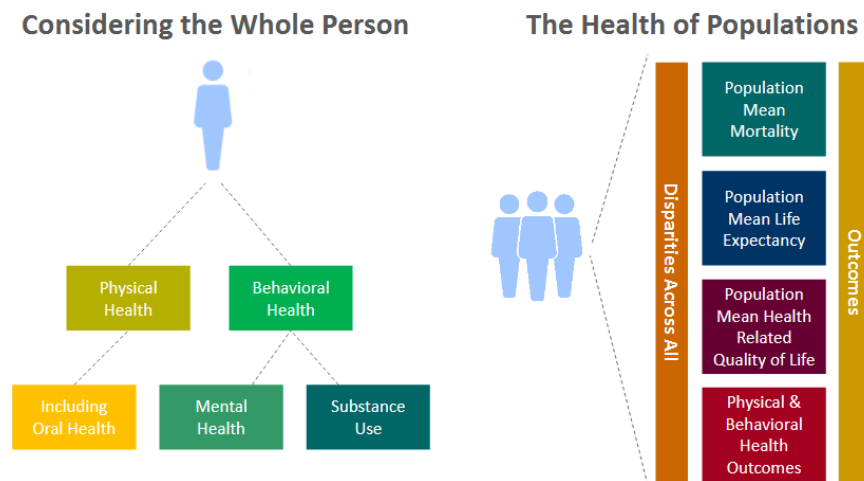 Considering the Whole Person
Physical
Health
Behavioral
Health
Including
Oral Health
Mental
Health
Substance
Use
The Health of Populations
Disparities Across All
Population
Mean
Mortality
Population
Mean Life
Expectancy
Population
Mean Health
Related
Quality of Life
Physical &
Behavioral
Health
Outcomes
Outcomes